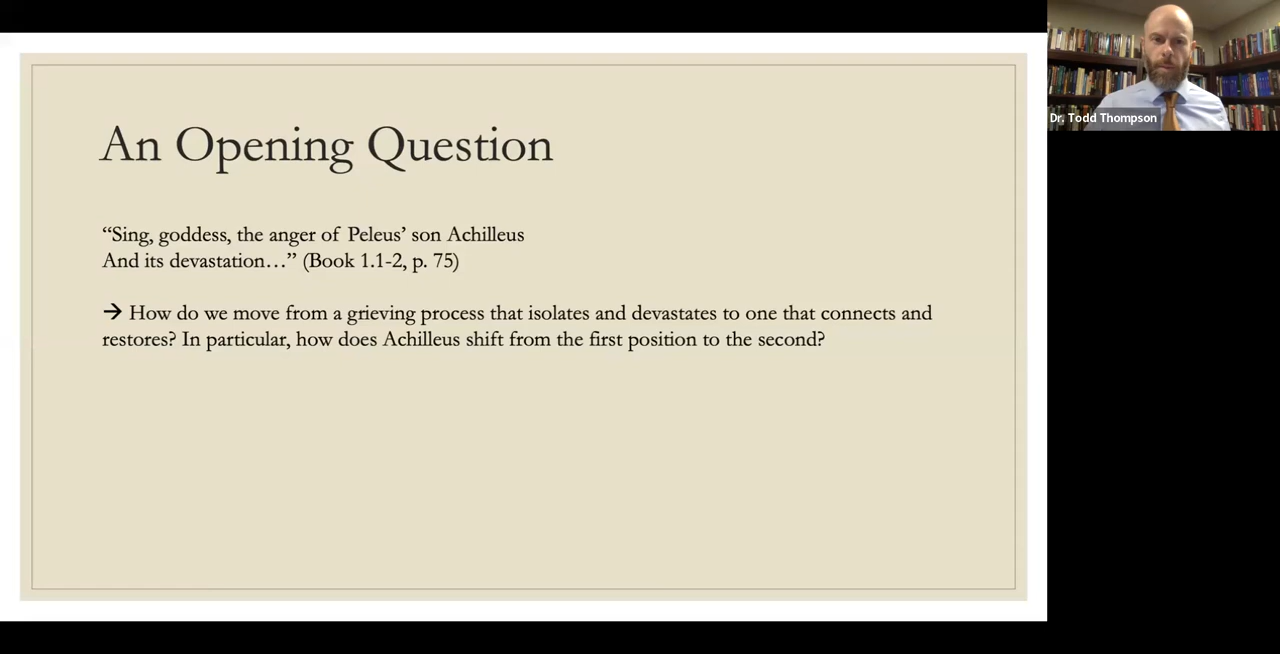 An Opening Question
“Sing, goddess, the anger of Peleus’ son Achilleus
And its devastation…” (Book 1.1-2, p. 75)
→ How do we move from a grieving process that isolates and devastates to one that connects and
restores? In particular, how does Achilleus shift from the first position to the second?
Dr. Todd Thompson